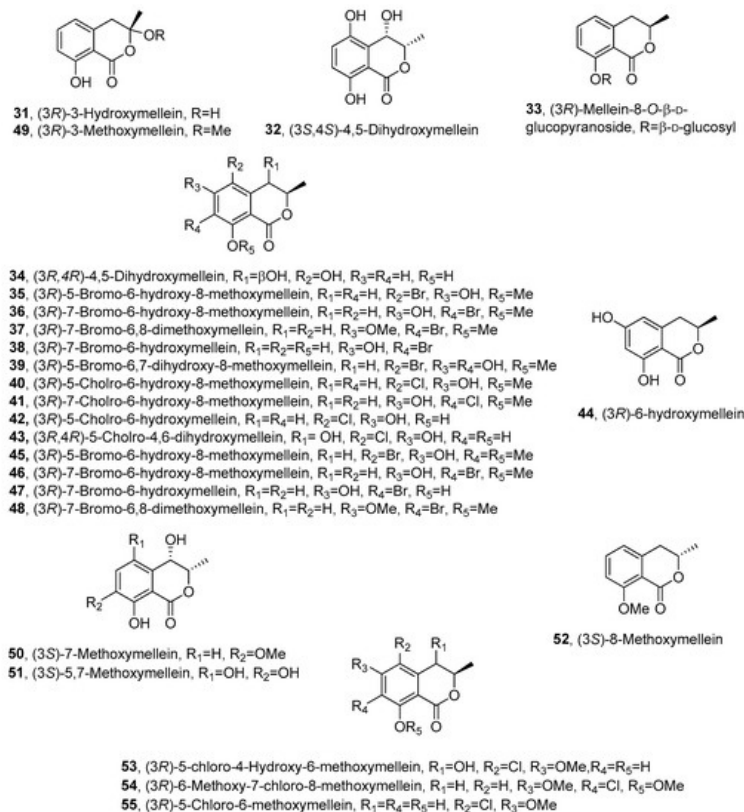 OR
OH
O
O
31, (3R)-3-Hydroxymellein, R=H
49, (3R)-3-Methoxymellein, R=Me
OH
OH
O
OH
O
32, (3S,4S)-4,5-Dihydroxymellein
O
OR
O
33, (3R)-Mellein-8-O-β-D-
glucopyranoside, R=β-D-glucosyl
R2
R1
R3
R4
O
OR5
O
34, (3R,4R)-4,5-Dihydroxymellein, R1=βOH, R2=OH, R3=R4=H, R5=H
35, (3R)-5-Bromo-6-hydroxy-8-methoxymellein, R1=R4=H, R2=Br, R3=OH, R5=Me
36, (3R)-7-Bromo-6-hydroxy-8-methoxymellein, R1=R2=H, R3=OH, R4=Br, R5=Me
37, (3R)-7-Bromo-6,8-dimethoxymellein, R1=R2=H, R3=OMe, R4=Br, R5=Me
38, (3R)-7-Bromo-6-hydroxymellein, R1=R2=R5=H, R3=OH, R4=Br
39, (3R)-5-Bromo-6,7-dihydroxy-8-methoxymellein, R1=H, R2=Br, R3=R4=OH, R5=Me
40, (3R)-5-Cholro-6-hydroxy-8-methoxymellein, R1=R4=H, R2=Cl, R3=OH, R5=Me
41, (3R)-7-Cholro-6-hydroxy-8-methoxymellein, R1=R2=H, R3=OH, R4=Cl, R5=Me
42, (3R)-5-Cholro-6-hydroxymellein, R1=R4=H, R2=Cl, R3=OH, R5=H
43, (3R,4R)-5-Cholro-4,6-dihydroxymellein, R1= OH, R2=Cl, R3=OH, R4=R5=H
45, (3R)-5-Bromo-6-hydroxy-8-methoxymellein, R1=H, R2=Br, R3=OH, R4=R5=Me
46, (3R)-7-Bromo-6-hydroxy-8-methoxymellein, R1=R2=H, R3=OH, R4=Br, R5=Me
47, (3R)-7-Bromo-6-hydroxymellein, R1=R2=H, R3=OH, R4=Br, R5=H
48, (3R)-7-Bromo-6,8-dimethoxymellein, R1=R2=H, R3=OMe, R4=Br, R5=Me
HO
O
OH
O
44, (3R)-6-hydroxymellein
R1
OH
R2
O
OH
O
50, (3S)-7-Methoxymellein, R1=H, R2=OMe
51, (3S)-5,7-Methoxymellein, R1=OH, R2=OH
R2
R1
R3
R4
O
OR5
O
O
OMe
O
52, (3S)-8-Methoxymellein
53, (3R)-5-chloro-4-Hydroxy-6-methoxymellein, R1=OH, R2=Cl, R3=OMe,R4=R5=H
54, (3R)-6-Methoxy-7-chloro-8-methoxymellein, R1=H, R2=H, R3=OMe, R4=Cl, R5=OMe
55, (3R)-5-Chloro-6-methoxymellein, R1=R4=R5=H, R2=Cl, R3=OMe